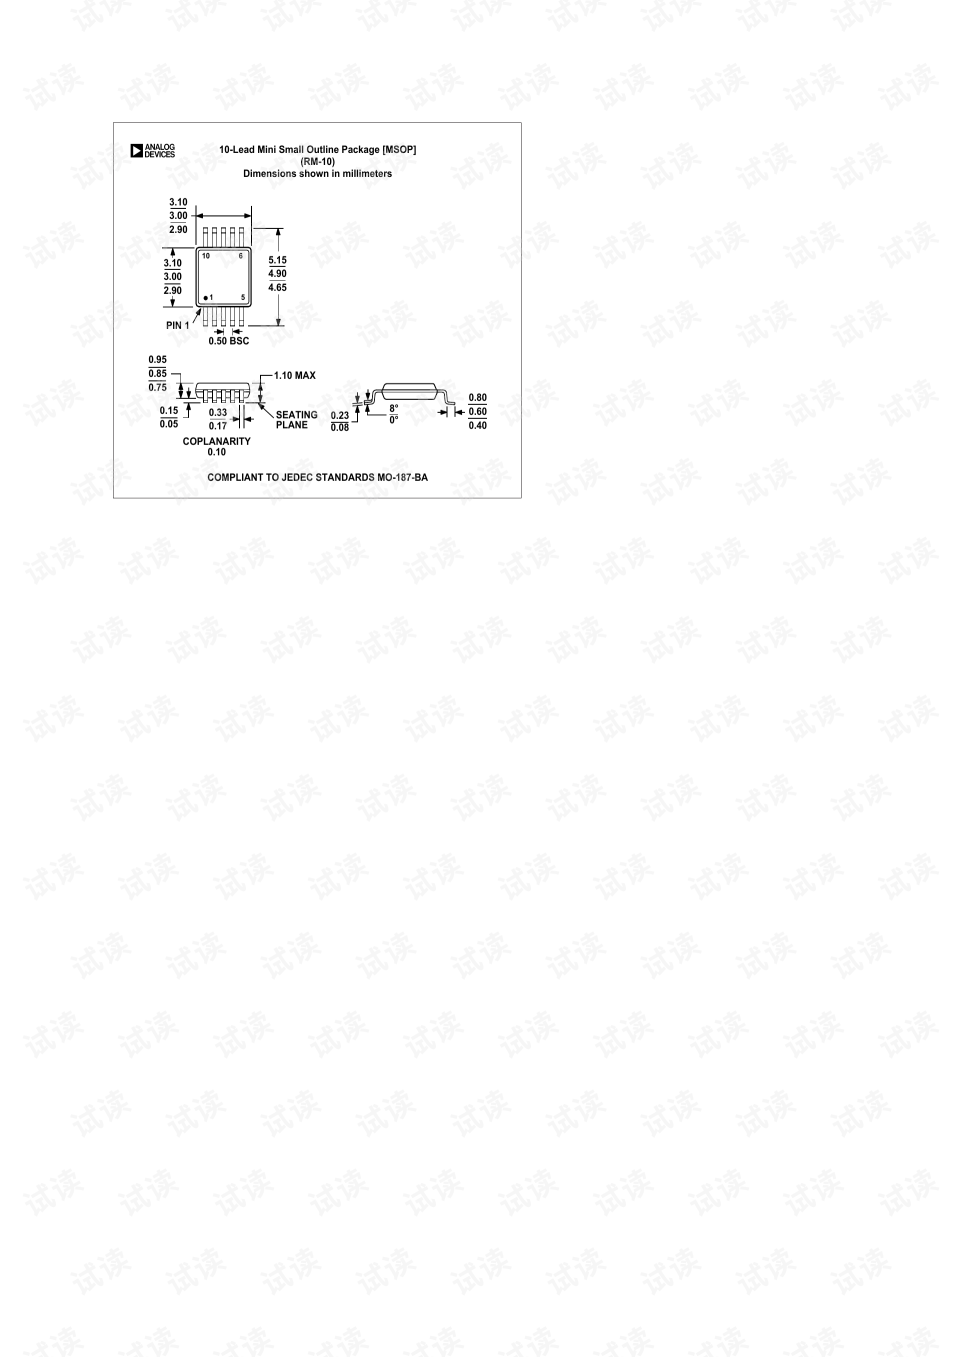 ANALOG
DEVICES
10-Lead Mini Small Outline Package [MSOP]
(RM-10)
Dimensions shown in millimeters
3.10
3.00
2.90
10
6
5.15
4.90
4.65
3.10
3.00
2.90
1
5
PIN 1
0.50 BSC
0.95
0.85
0.75
1.10 MAX
0.15
0.05
0.33
0.17
SEATING
PLANE
COPLANARITY
0.10
0.23
0.08
8°
0°
0.80
0.60
0.40
COMPLIANT TO JEDEC STANDARDS MO-187-BA
试读